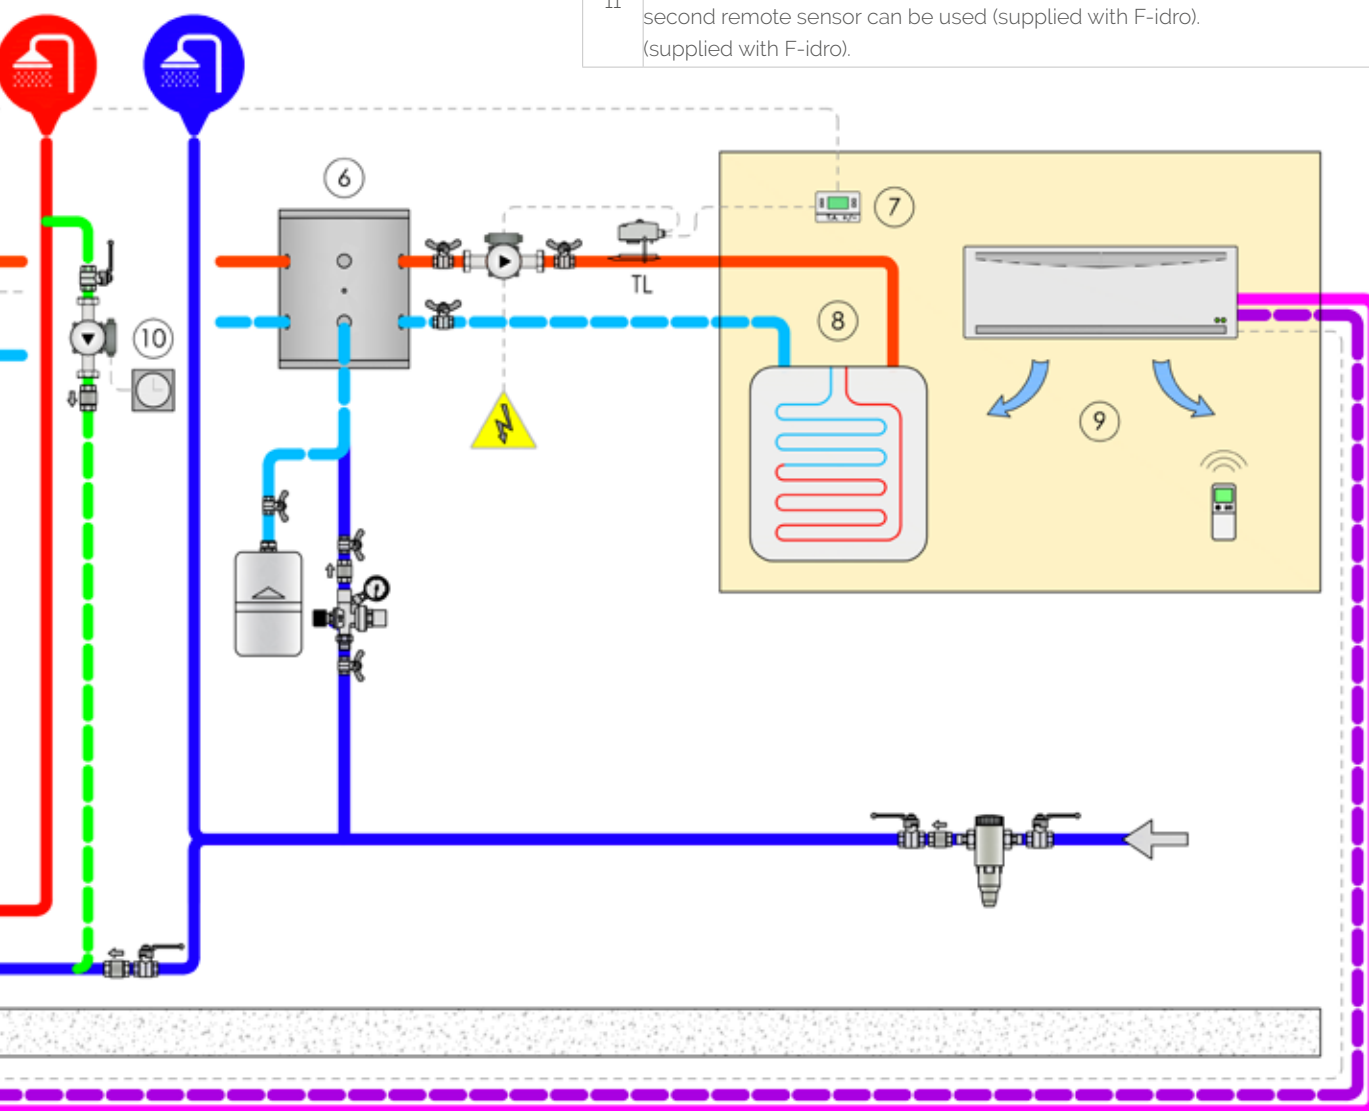 11
second remote sensor can be used (supplied with F-idro).
(supplied with F-idro).
6
7
TL
8
10
9